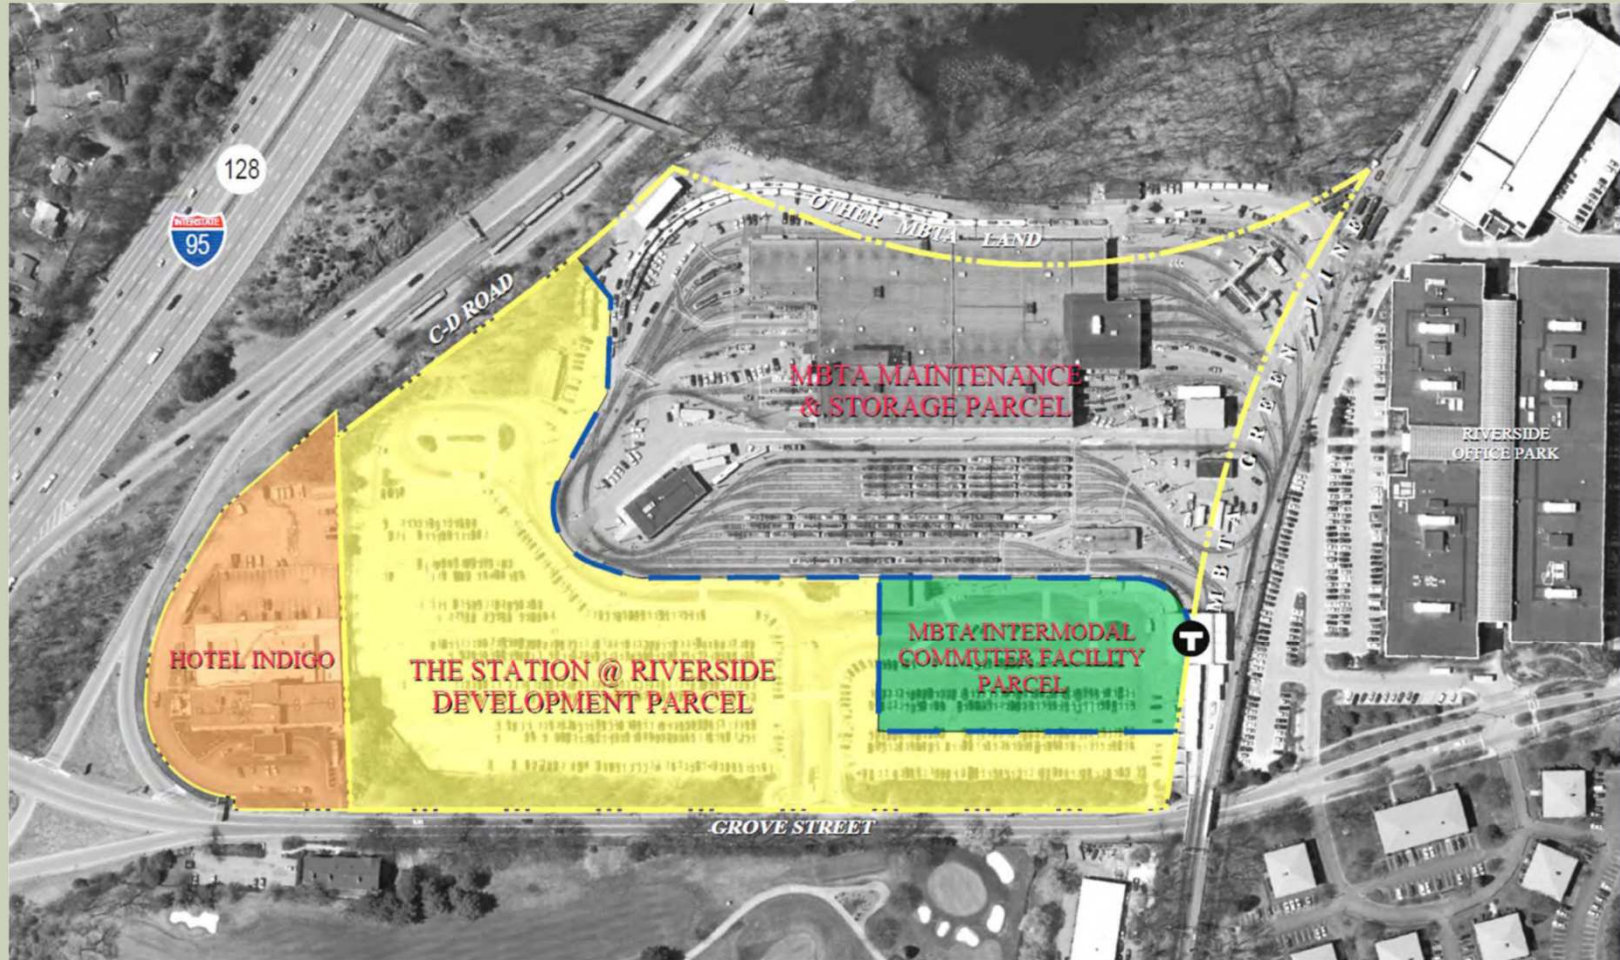 128
INTERSTATE
95
C-D ROAD
OTHER MBTA LAND
MBTA GREEN LINE
MBTA MAINTENANCE
& STORAGE PARCEL
RIVERSIDE
OFFICE PARK
HOTEL INDIGO
THE STATION @ RIVERSIDE
DEVELOPMENT PARCEL
MBTA INTERMODAL
COMMUTER FACILITY
PARCEL
T
GROVE STREET